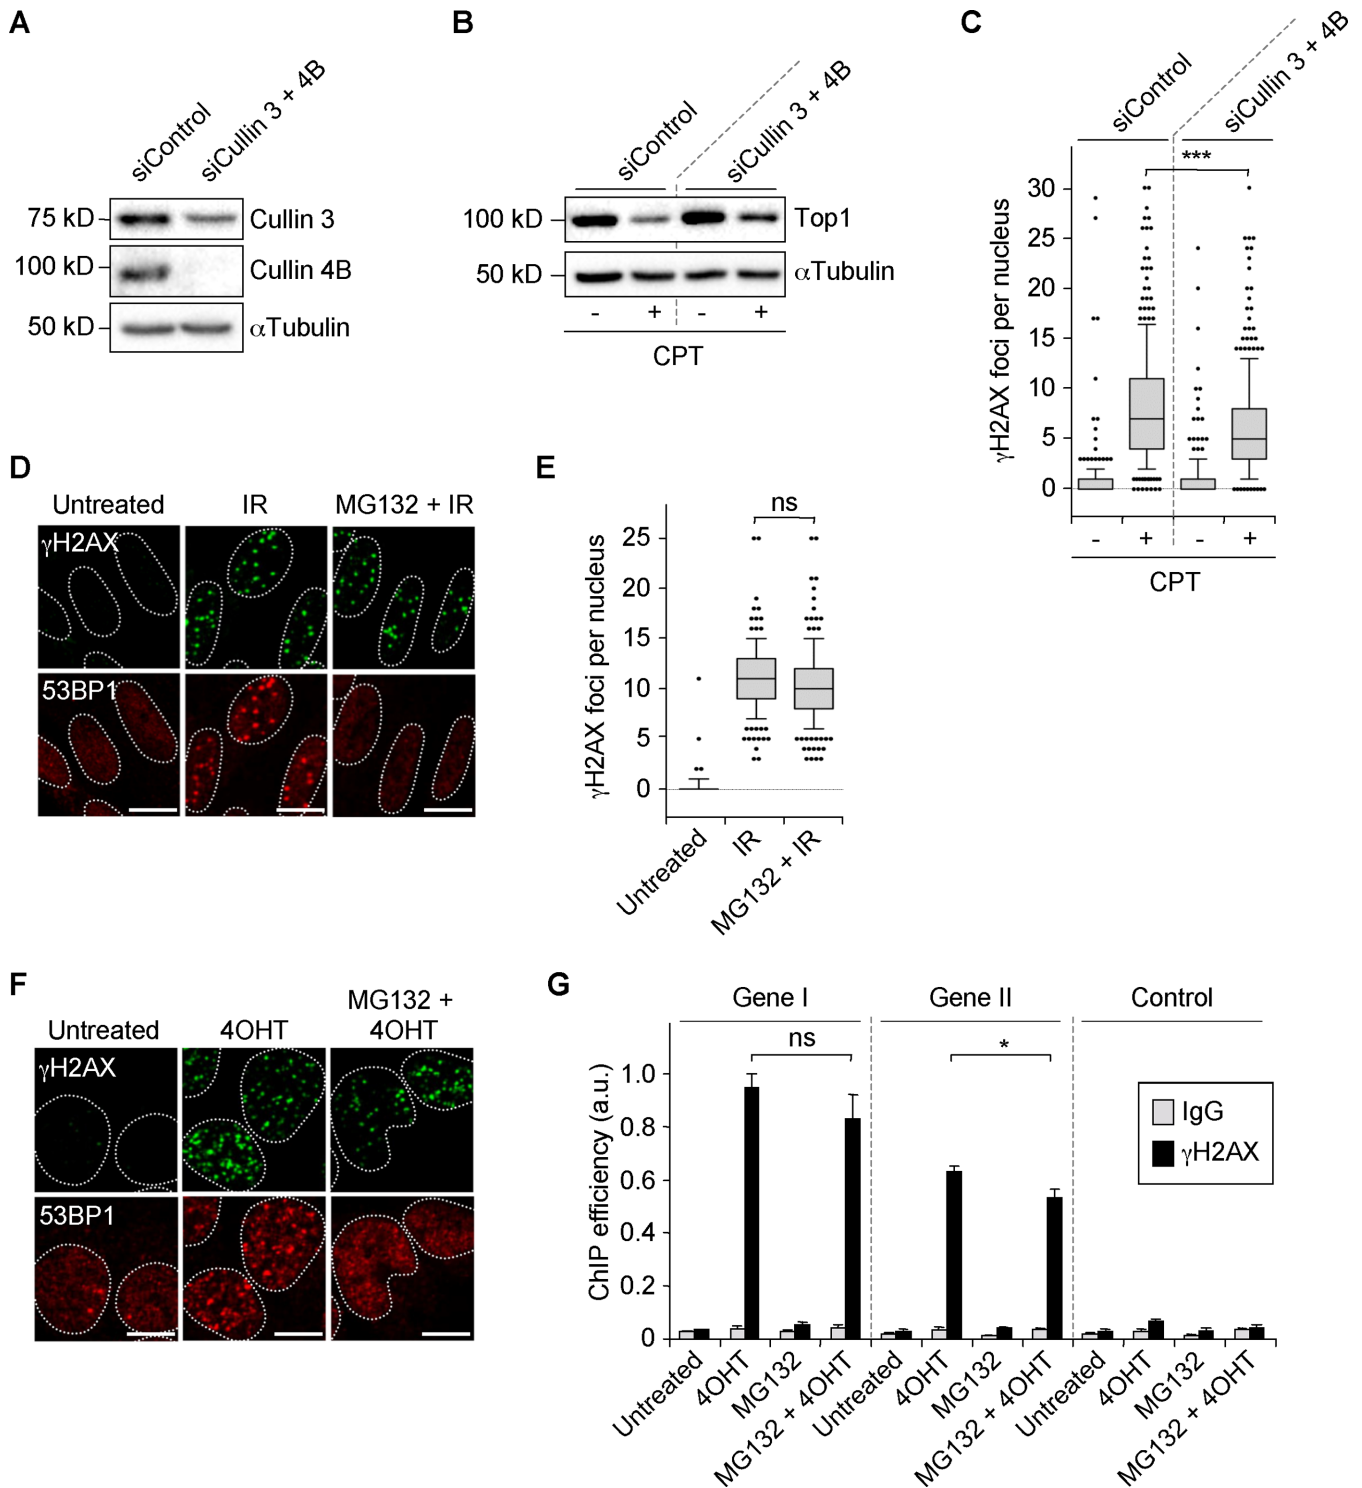 A
siControl
siCullin 3 + 4B
75 kD
Cullin 3
100 kD
Cullin 4B
50 kD
αTubulin
B
siControl
siCullin 3 + 4B
100 kD
Top1
50 kD
αTubulin
- + - +
CPT
C
siControl
siCullin 3 + 4B
***
γH2AX foci per nucleus
30
25
20
15
10
5
0
- + - +
CPT
D
Untreated IR MG132 + IR
γH2AX
53BP1
E
ns
γH2AX foci per nucleus
25
20
15
10
5
0
Untreated
IR
MG132 + IR
F
Untreated
4OHT
MG132 +
4OHT
γH2AX
53BP1
G
Gene I Gene II Control
ns
*
ChIP efficiency (a.u.)
1.0
0.8
0.6
0.4
0.2
0
IgG
γH2AX
Untreated
4OHT
MG132
MG132 + 4OHT
Untreated
4OHT
MG132
MG132 + 4OHT
Untreated
4OHT
MG132
MG132 + 4OHT